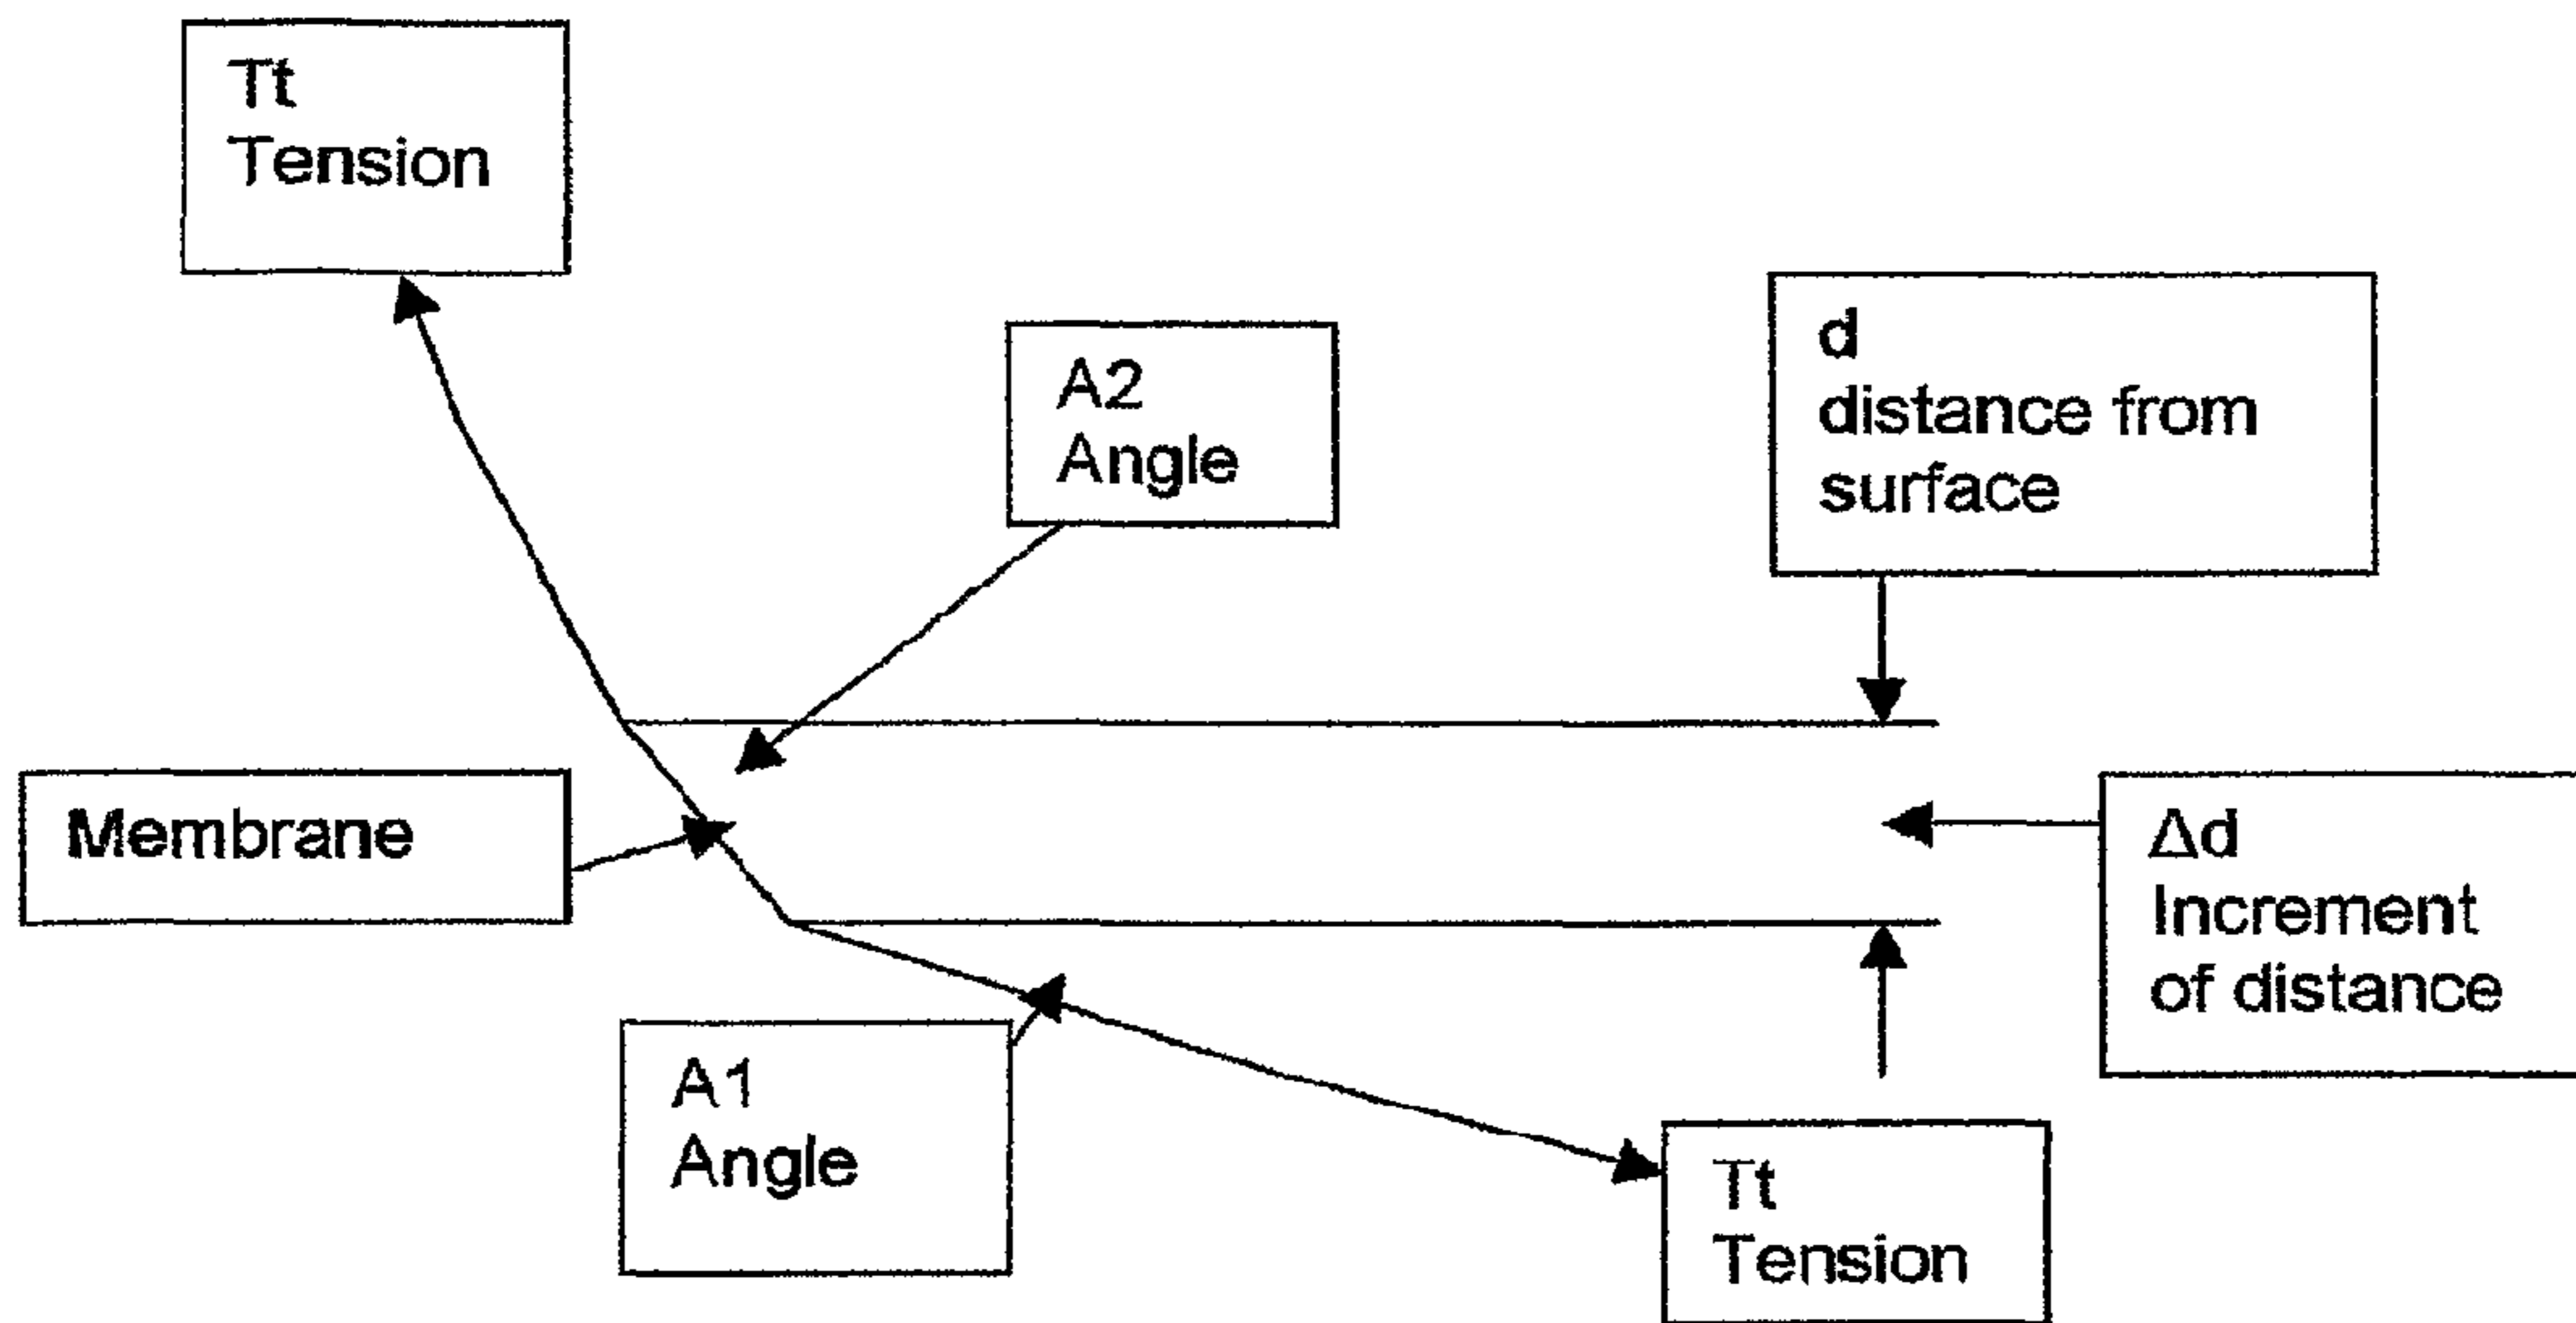 Tt
Tension
A2
Angle
d
distance from
surface
Membrane
Δd
Increment
of distance
A1
Angle
Tt
Tension